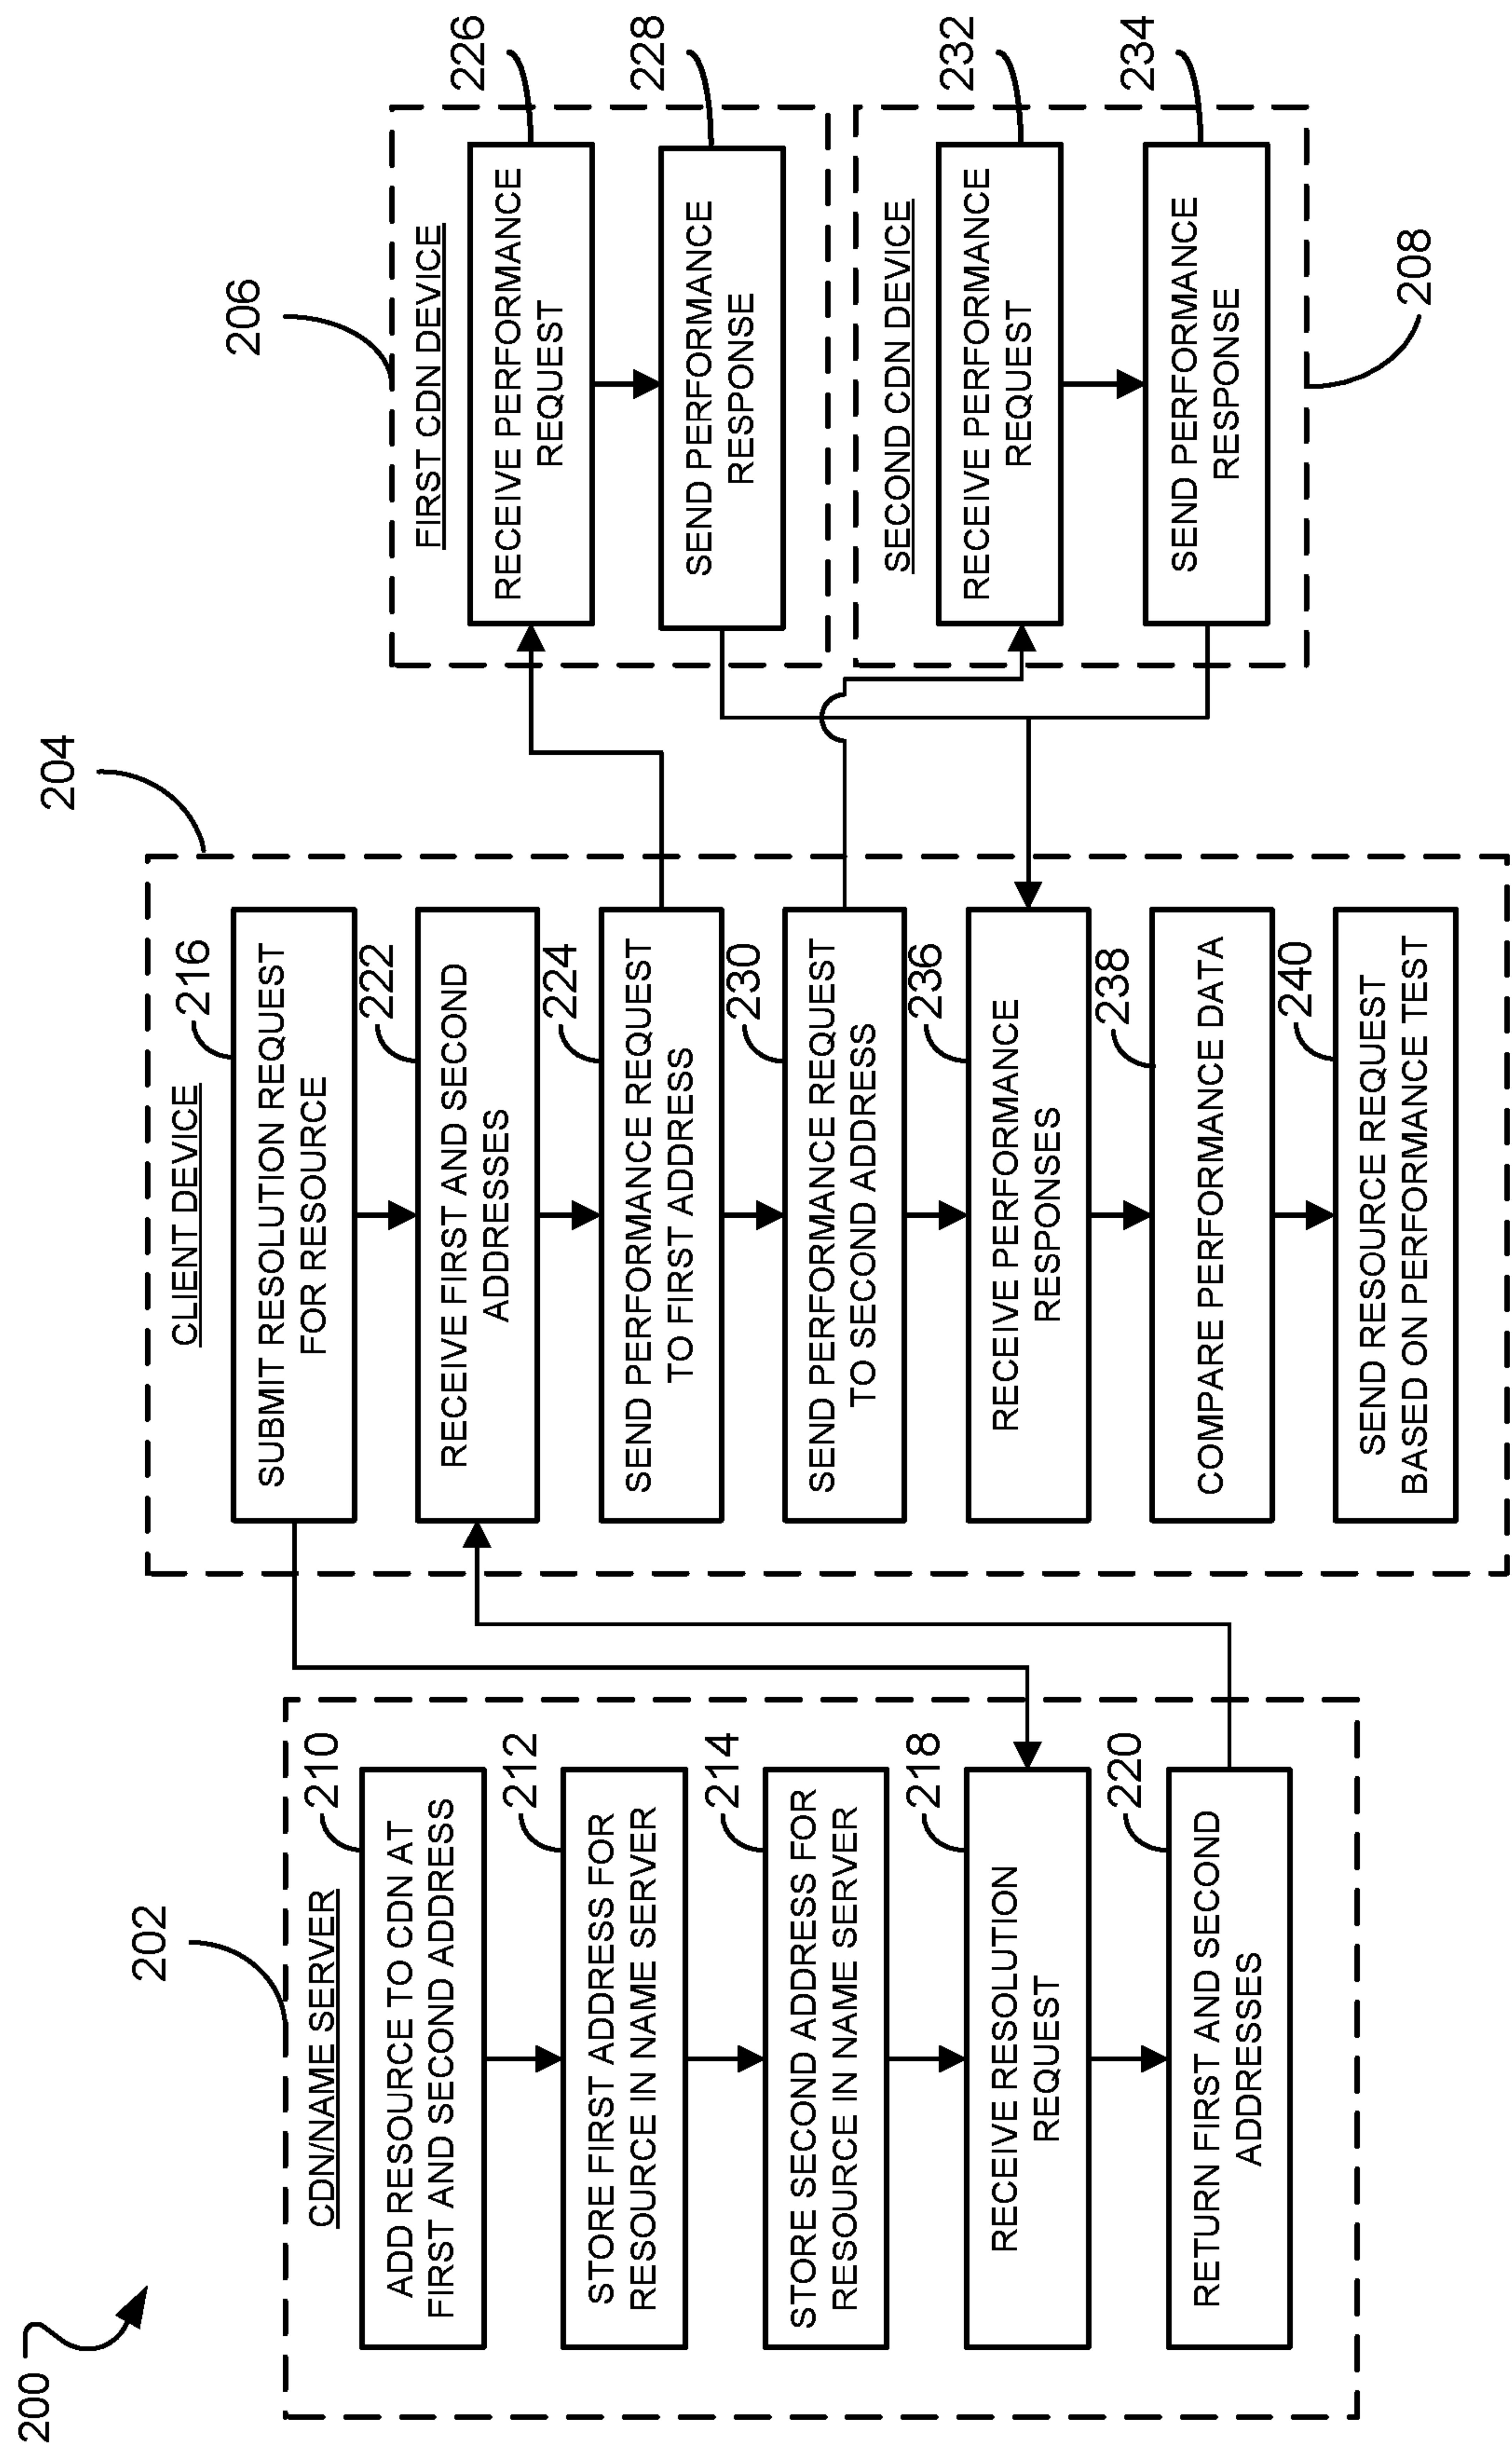 200
202
CDN/NAME SERVER
210
ADD RESOURCE TO CDN AT
FIRST AND SECOND ADDRESS
212
STORE FIRST ADDRESS FOR
RESOURCE IN NAME SERVER
214
STORE SECOND ADDRESS FOR
RESOURCE IN NAME SERVER
218
RECEIVE RESOLUTION
REQUEST
220
RETURN FIRST AND SECOND
ADDRESSES
204
CLIENT DEVICE
216
SUBMIT RESOLUTION REQUEST
FOR RESOURCE
222
RECEIVE FIRST AND SECOND
ADDRESSES
224
SEND PERFORMANCE REQUEST
TO FIRST ADDRESS
230
SEND PERFORMANCE REQUEST
TO SECOND ADDRESS
236
RECEIVE PERFORMANCE
RESPONSES
238
COMPARE PERFORMANCE DATA
240
SEND RESOURCE REQUEST
BASED ON PERFORMANCE TEST
206
FIRST CDN DEVICE
226
RECEIVE PERFORMANCE
REQUEST
228
SEND PERFORMANCE
RESPONSE
SECOND CDN DEVICE
232
RECEIVE PERFORMANCE
REQUEST
234
SEND PERFORMANCE
RESPONSE
208